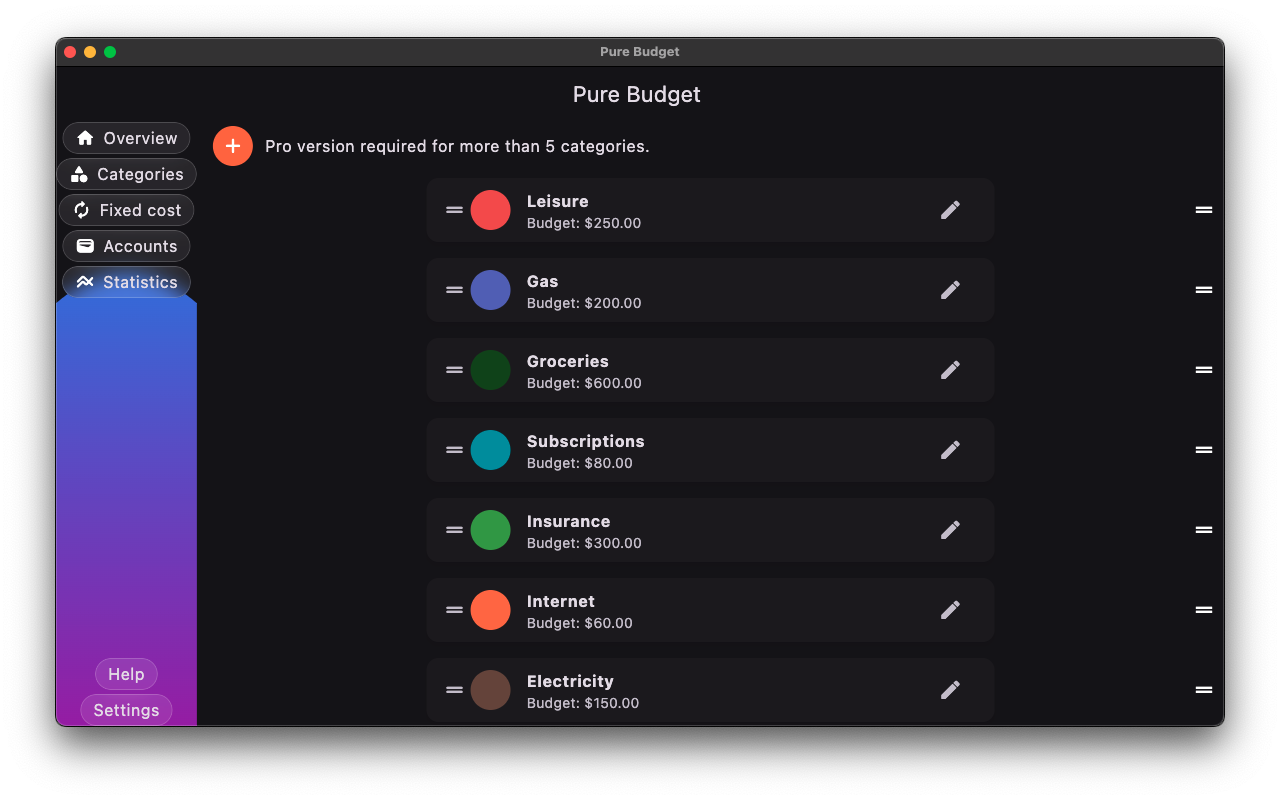 Pure Budget
Pure Budget
Overview
Categories
Fixed cost
Accounts
Statistics
Help
Settings
Pro version required for more than 5 categories.
Leisure
Budget: $250.00
Gas
Budget: $200.00
Groceries
Budget: $600.00
Subscriptions
Budget: $80.00
Insurance
Budget: $300.00
Internet
Budget: $60.00
Electricity
Budget: $150.00